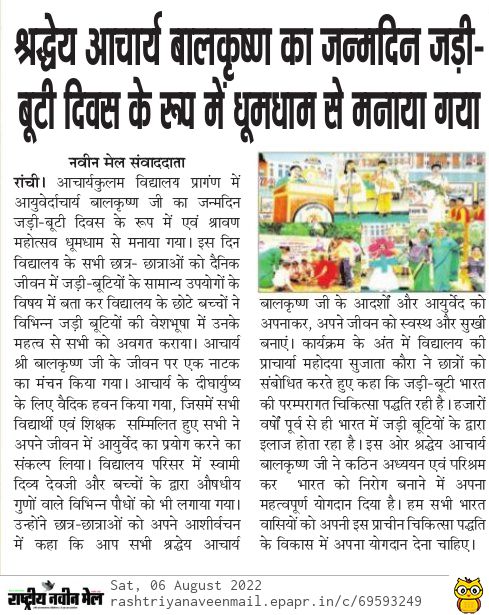 श्रद्धेय आचार्य बालकृष्ण का जन्मदिन जड़ी-
बूटी दिवस के रूप में धूमधाम से मनाया गया
नवीन मेल संवाददाता
रांची। आचार्यकुलम विद्यालय प्रागंण में
आयुवेर्दाचार्य बालकृष्ण जी का जन्मदिन
जड़ी-बूटी दिवस के रूप में एवं श्रावण
महोत्सव धूमधाम से मनाया गया। इस दिन
विद्यालय के सभी छात्र- छात्राओं को दैनिक
जीवन में जड़ी-बूटियों के सामान्य उपयोगों के
विषय में बता कर विद्यालय के छोटे बच्चों ने
विभिन्न जड़ी बूटियों की वेशभूषा में उनके
महत्व से सभी को अवगत कराया। आचार्य
श्री बालकृष्ण जी के जीवन पर एक नाटक
का मंचन किया गया। आचार्य के दीघार्युष्य
के लिए वैदिक हवन किया गया, जिसमें सभी
विद्यार्थी एवं शिक्षक सम्मिलित हुए सभी ने
अपने जीवन में आयुर्वेद का प्रयोग करने का
संकल्प लिया। विद्यालय परिसर में स्वामी
दिव्य देवजी और बच्चों के द्वारा औषधीय
गुणों वाले विभिन्न पौधों को भी लगाया गया।
उन्होंने छात्र-छात्राओं को अपने आशीर्वचन
में कहा कि आप सभी श्रद्धेय आचार्य
बालकृष्ण जी के आदर्शों और आयुर्वेद को
अपनाकर, अपने जीवन को स्वस्थ और सुखी
बनाएं। कार्यक्रम के अंत में विद्यालय की
प्राचार्या महोदया सुजाता कौरा ने छात्रों को
संबोधित करते हुए कहा कि जड़ी-बूटी भारत
की परम्परागत चिकित्सा पद्धति रही है। हजारों
वर्षों पूर्व से ही भारत में जड़ी बूटियों के द्वारा
इलाज होता रहा है। इस ओर श्रद्धेय आचार्य
बालकृष्ण जी ने कठिन अध्ययन एवं परिश्रम
कर भारत को निरोग बनाने में अपना
महत्वपूर्ण योगदान दिया है। हम सभी भारत
वासियों को अपनी इस प्राचीन चिकित्सा पद्धति
के विकास में अपना योगदान देना चाहिए।
राष्ट्रीय नवीन मेल
Sat, 06 August 2022
rashtriyanaveenmail.epapr.in/c/69593249